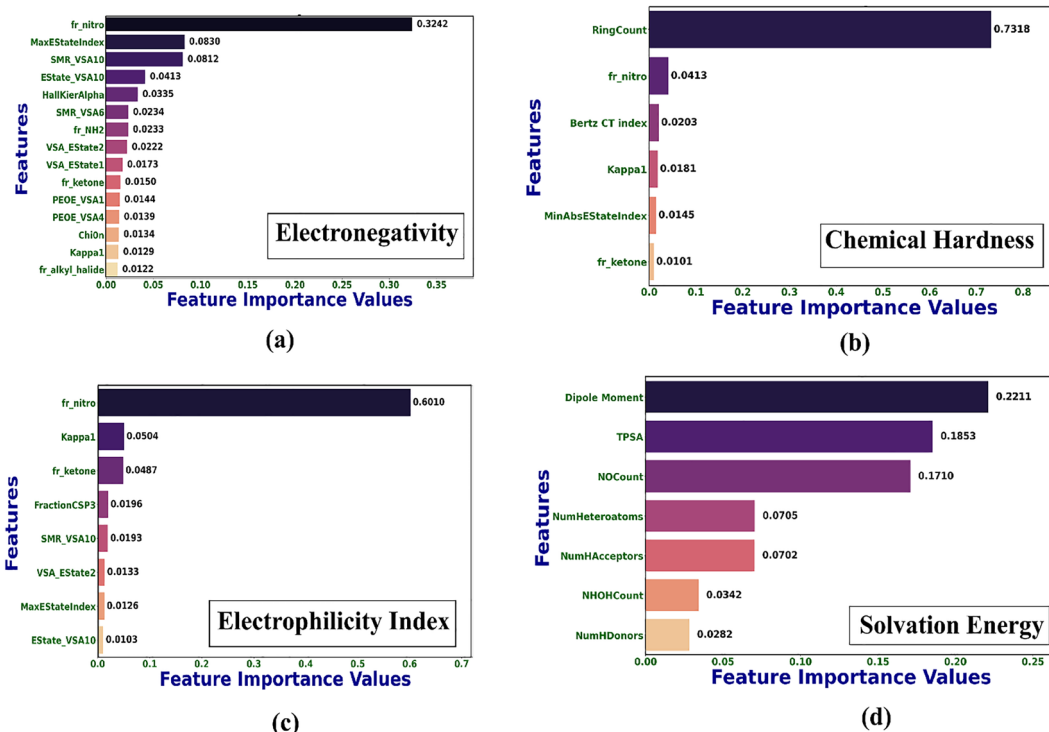 fr_nitro
0.3242
MaxEStateIndex
0.0830
SMR_VSA10
0.0812
EState_VSA10
0.0413
HallKierAlpha
0.0335
SMR_VSA6
0.0234
fr_NH2
0.0233
VSA_EState2
0.0222
VSA_EState1
0.0173
fr_ketone
0.0150
PEOE_VSA1
0.0144
PEOE_VSA4
0.0139
Chi0n
0.0134
Kappa1
0.0129
fr_alkyl_halide
0.0122
Features
Electronegativity
0.00 0.05 0.10 0.15 0.20 0.25 0.30 0.35
Feature Importance Values
(a)
RingCount
0.7318
fr_nitro
0.0413
Bertz CT index
0.0203
Kappa1
0.0181
MinAbsEStateIndex
0.0145
fr_ketone
0.0101
Features
Chemical Hardness
0.0 0.1 0.2 0.3 0.4 0.5 0.6 0.7 0.8
Feature Importance Values
(b)
fr_nitro
0.6010
Kappa1
0.0504
fr_ketone
0.0487
FractionCSP3
0.0196
SMR_VSA10
0.0193
VSA_EState2
0.0133
MaxEStateIndex
0.0126
EState_VSA10
0.0103
Features
Electrophilicity Index
0.0 0.1 0.2 0.3 0.4 0.5 0.6 0.7
Feature Importance Values
(c)
Dipole Moment
0.2211
TPSA
0.1853
NOCount
0.1710
NumHeteroatoms
0.0705
NumHAcceptors
0.0702
NHOHCount
0.0342
NumHDonors
0.0282
Features
Solvation Energy
0.00 0.05 0.10 0.15 0.20 0.25
Feature Importance Values
(d)